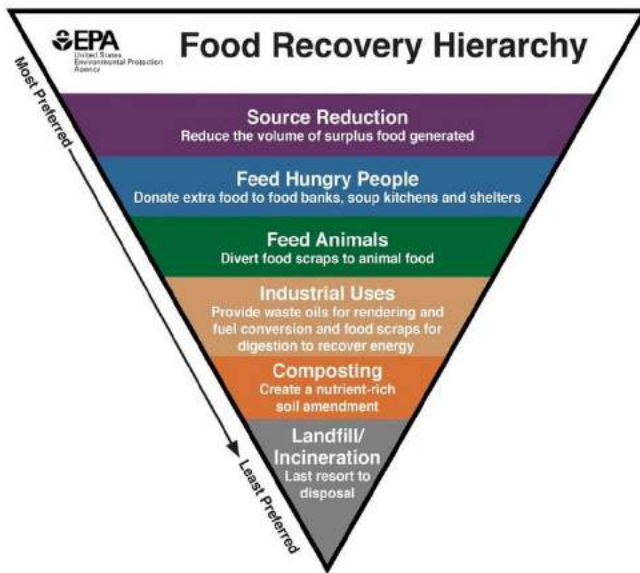 EPA
United States
Environmental Protection
Agency
Food Recovery Hierarchy
Most Preferred
Source Reduction
Reduce the volume of surplus food generated
Feed Hungry People
Donate extra food to food banks, soup kitchens and shelters
Feed Animals
Divert food scraps to animal food
Industrial Uses
Provide waste oils for rendering and
fuel conversion and food scraps for
digestion to recover energy
Composting
Create a nutrient-rich
soil amendment
Landfill/
Incineration
Last resort to
disposal
Least Preferred